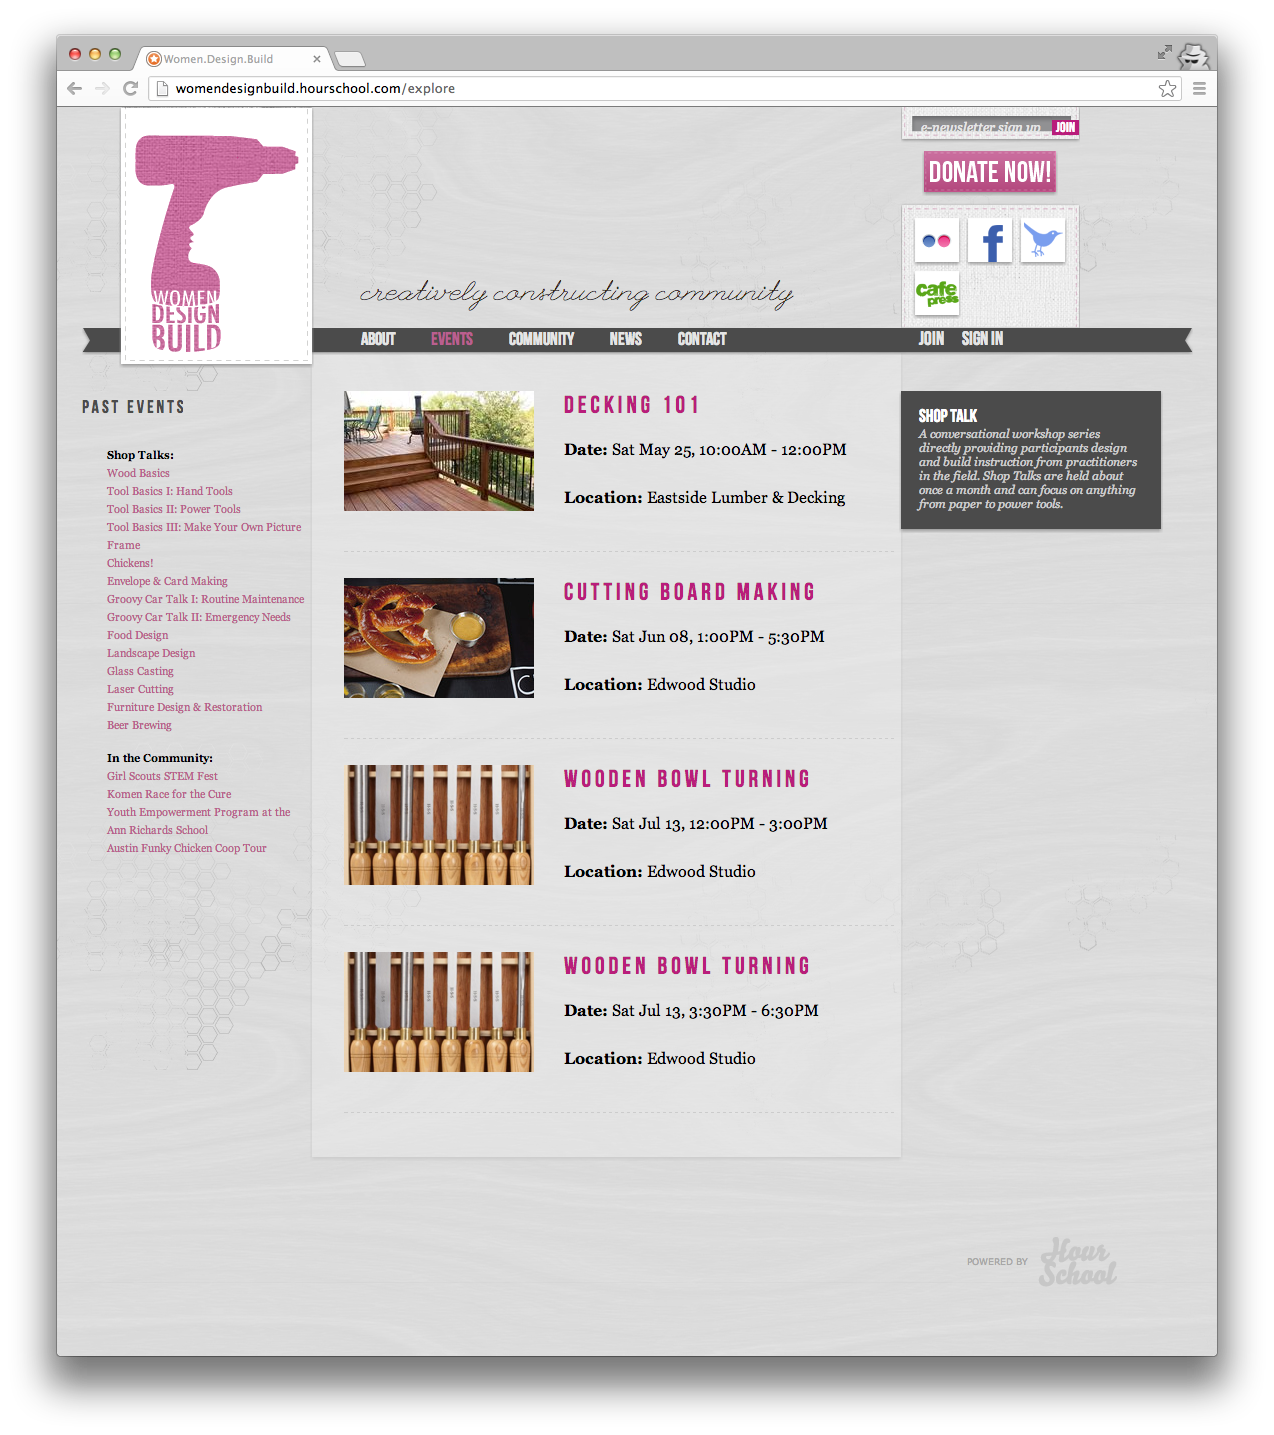 Women.Design.Build
womendesignbuild.hourschool.com/explore
WOMEN
DESIGN
BUILD
creatively constructing community
e-newsletter sign up JOIN
DONATE NOW!
f
cafe
press
ABOUT EVENTS COMMUNITY NEWS CONTACT JOIN SIGN IN
PAST EVENTS
Shop Talks:
Wood Basics
Tool Basics I: Hand Tools
Tool Basics II: Power Tools
Tool Basics III: Make Your Own Picture
Frame
Chickens!
Envelope & Card Making
Groovy Car Talk I: Routine Maintenance
Groovy Car Talk II: Emergency Needs
Food Design
Landscape Design
Glass Casting
Laser Cutting
Furniture Design & Restoration
Beer Brewing
In the Community:
Girl Scouts STEM Fest
Komen Race for the Cure
Youth Empowerment Program at the
Ann Richards School
Austin Funky Chicken Coop Tour
DECKING 101
Date: Sat May 25, 10:00AM - 12:00PM
Location: Eastside Lumber & Decking
CUTTING BOARD MAKING
Date: Sat Jun 08, 1:00PM - 5:30PM
Location: Edwood Studio
WOODEN BOWL TURNING
Date: Sat Jul 13, 12:00PM - 3:00PM
Location: Edwood Studio
WOODEN BOWL TURNING
Date: Sat Jul 13, 3:30PM - 6:30PM
Location: Edwood Studio
SHOP TALK
A conversational workshop series
directly providing participants design
and build instruction from practitioners
in the field. Shop Talks are held about
once a month and can focus on anything
from paper to power tools.
POWERED BY
Hour
School